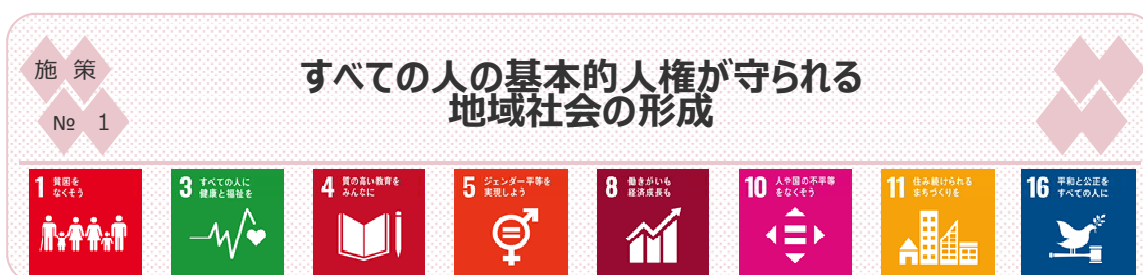 施 策
№ 1
すべての人の基本的人権が守られる
地域社会の形成
1 貧困を
なくそう
3 すべての人に
健康と福祉を
4 質の高い教育を
みんなに
5 ジェンダー平等を
実現しよう
8 働きがいも
経済成長も
10 人や国の不平等
をなくそう
11 住み続けられる
まちづくりを
16 平和と公正を
すべての人に